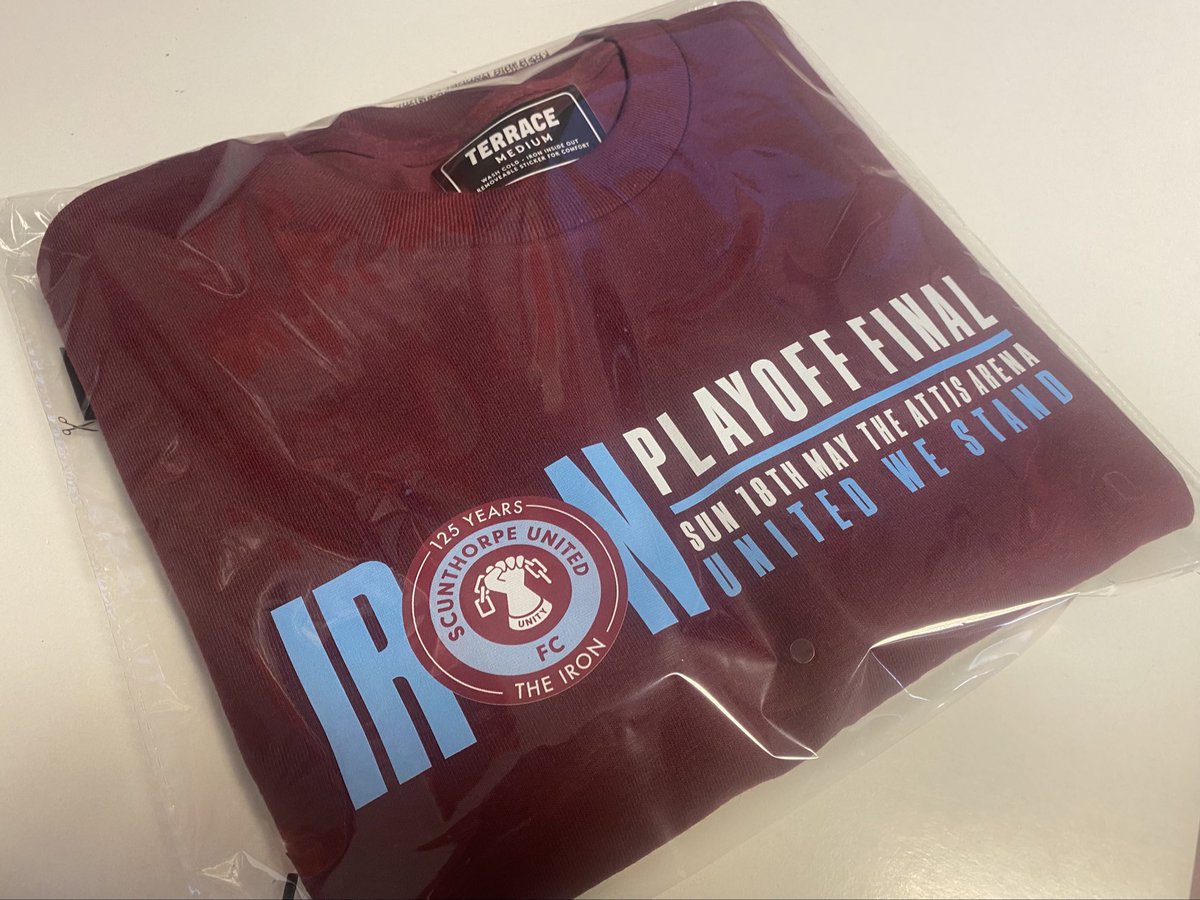 TERRACE
MEDIUM
WASH COLD - IRON INSIDE OUT
REMOVEABLE STICKER FOR COMFORT
PLAYOFF FINAL
SUN 18TH MAY THE ATTIS ARENA
UNITED WE STAND
IRON
125 YEARS
SCUNTHORPE UNITED
UNITY
FC
THE IRON